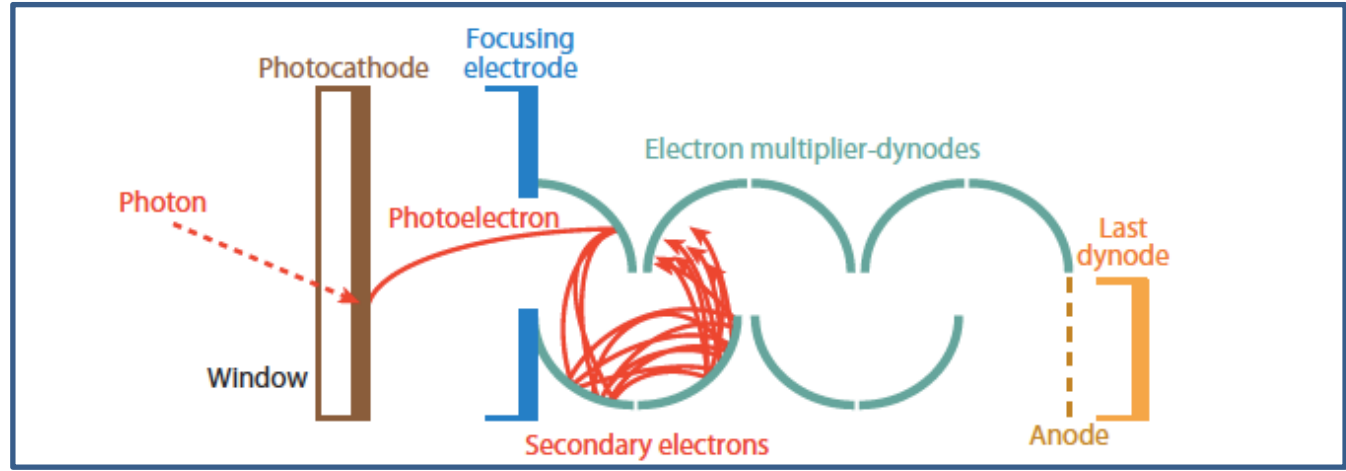 Photocathode
Focusing
electrode
Electron multiplier-dynodes
Photon
Photoelectron
Last
dynode
Window
Secondary electrons
Anode